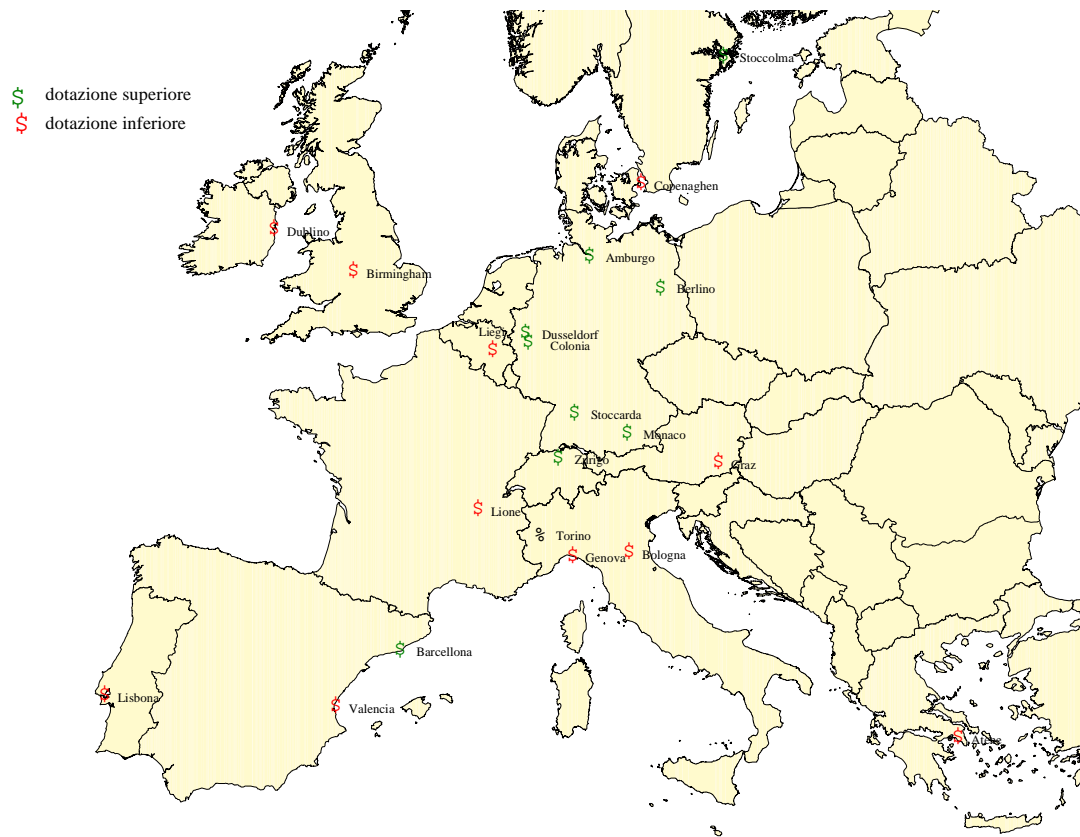 Stoccolma
$ dotazione superiore
$ dotazione inferiore
Copenaghen
Dublino
Amburgo
Birmingham
Berlino
Liegi
Dusseldorf
Colonia
Stoccarda
Monaco
Zurigo
Graz
Lione
Torino
Genova
Bologna
Barcellona
Lisbona
Valencia
Atene